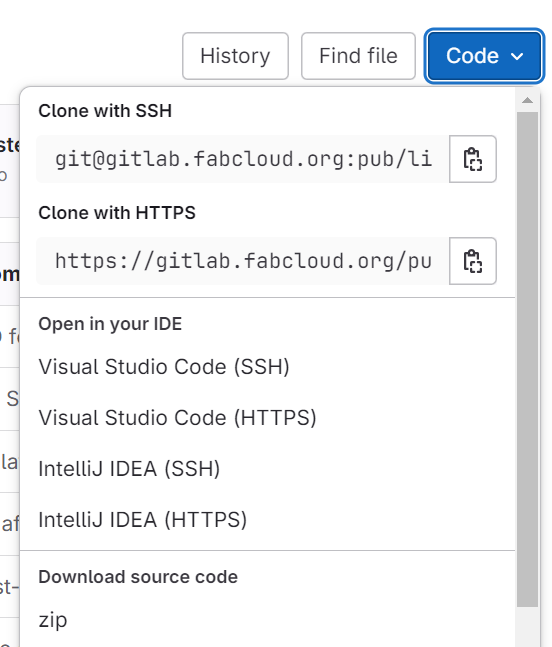 History
Find file
Code
Clone with SSH
git@gitlab.fabcloud.org:pub/li
Clone with HTTPS
https://gitlab.fabcloud.org/pu
Open in your IDE
Visual Studio Code (SSH)
Visual Studio Code (HTTPS)
IntelliJ IDEA (SSH)
IntelliJ IDEA (HTTPS)
Download source code
zip